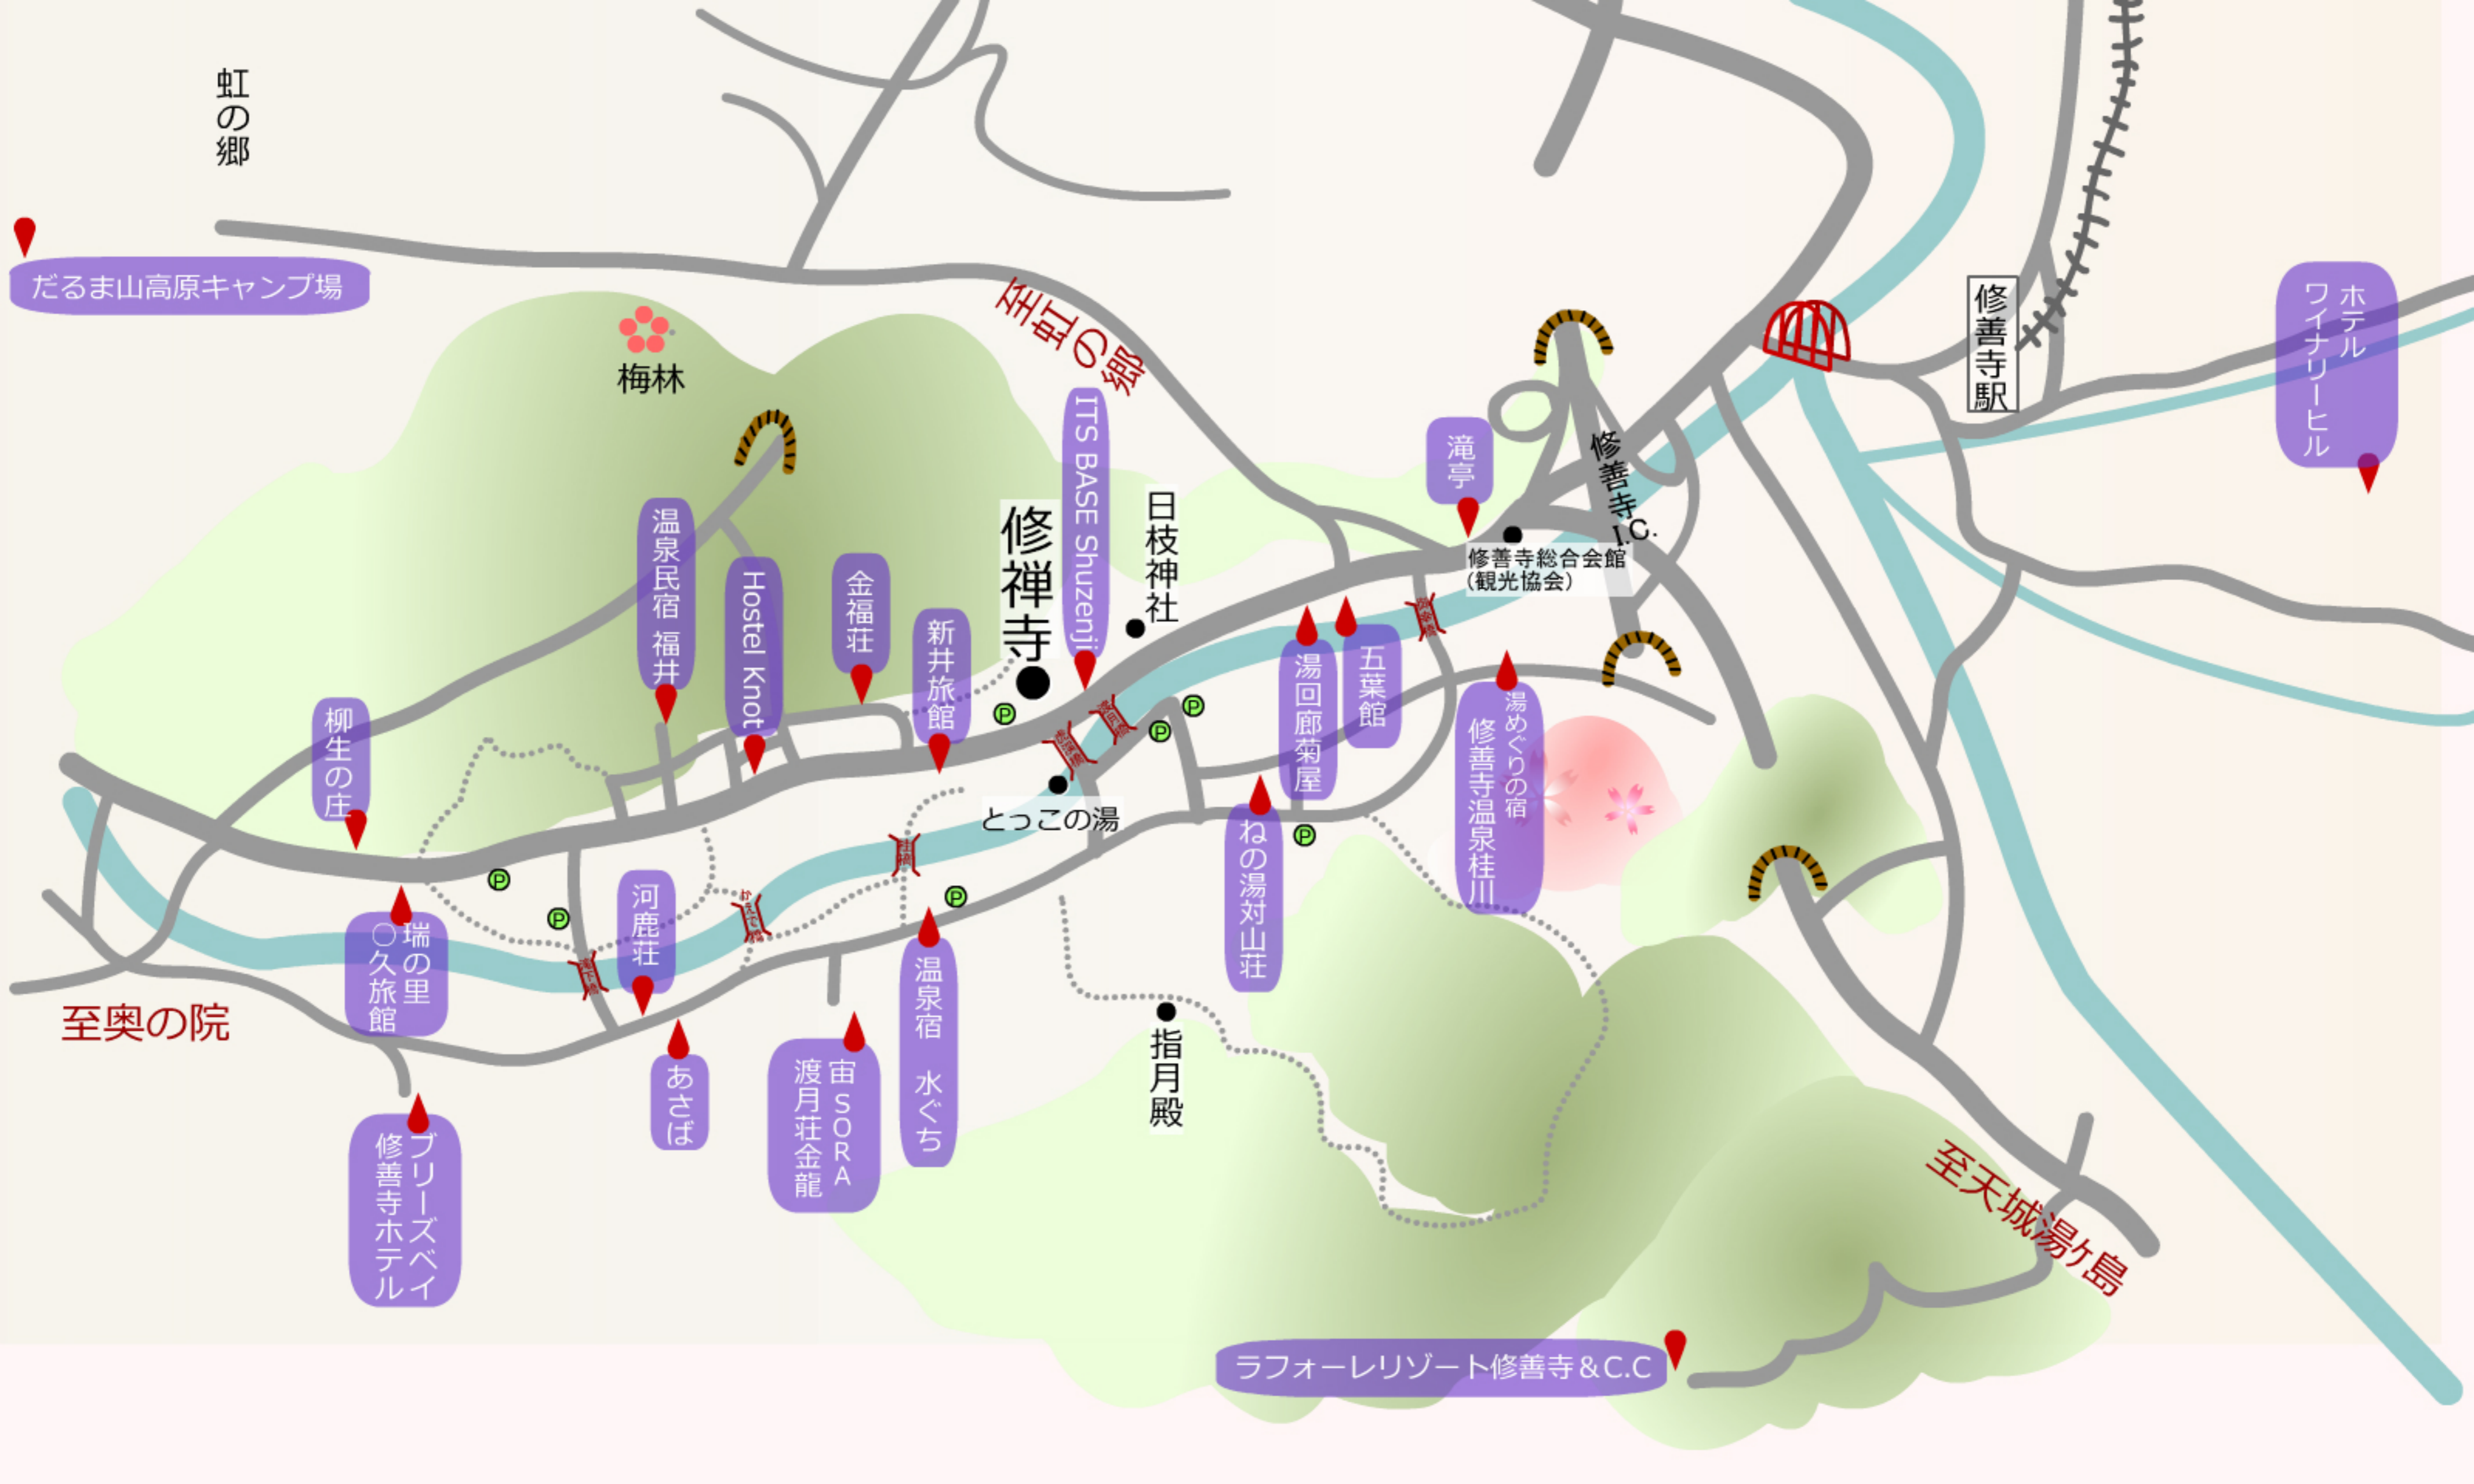 虹の郷
だるま山高原キャンプ場
梅林
至虹の郷
修善寺駅
ホテル
ワイナリーヒル
滝亭
修善寺
I.C.
修善寺総合会館
(観光協会)
ITS BASE Shuzenji
日枝神社
修禅寺
温泉民宿 福井
Hostel Knot
金福荘
新井旅館
柳生の庄
P
P
P
湯回廊菊屋
五葉館
湯めぐりの宿
修善寺温泉桂川
とっこの湯
桂橋
ねの湯対山荘
P
P
P
P
河鹿荘
瑞の里
○久旅館
至奥の院
あさば
宙 SORA
渡月荘金龍
温泉宿 水ぐち
指月殿
ブリーズベイ
修善寺ホテル
至天城湯ヶ島
ラフォーレリゾート修善寺&C.C